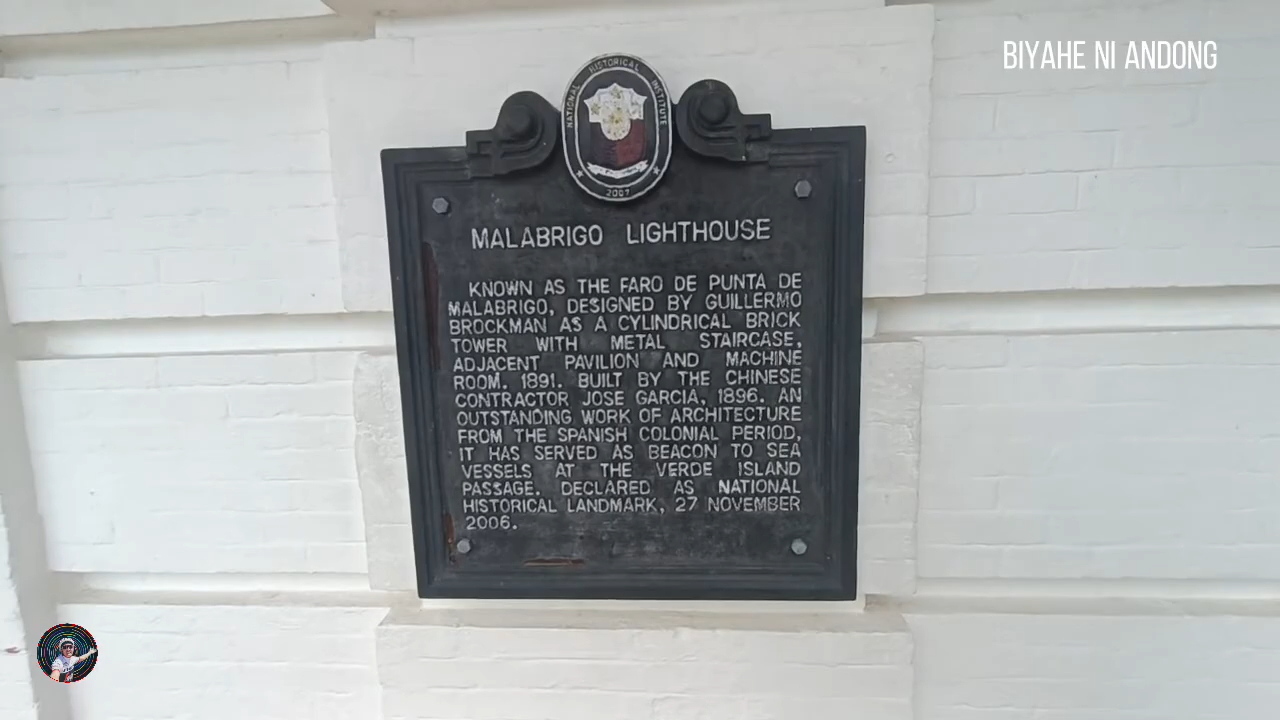 BIYAHE NI ANDONG
NATIONAL HISTORICAL INSTITUTE
2007
MALABRIGO LIGHTHOUSE
KNOWN AS THE FARO DE PUNTA DE
MALABRIGO, DESIGNED BY GUILLERMO
BROCKMAN AS A CYLINDRICAL BRICK
TOWER WITH METAL STAIRCASE,
ADJACENT PAVILION AND MACHINE
ROOM. 1891. BUILT BY THE CHINESE
CONTRACTOR JOSE GARCIA, 1896. AN
OUTSTANDING WORK OF ARCHITECTURE
FROM THE SPANISH COLONIAL PERIOD,
IT HAS SERVED AS BEACON TO SEA
VESSELS AT THE VERDE ISLAND
PASSAGE. DECLARED AS NATIONAL
HISTORICAL LANDMARK, 27 NOVEMBER
2006.